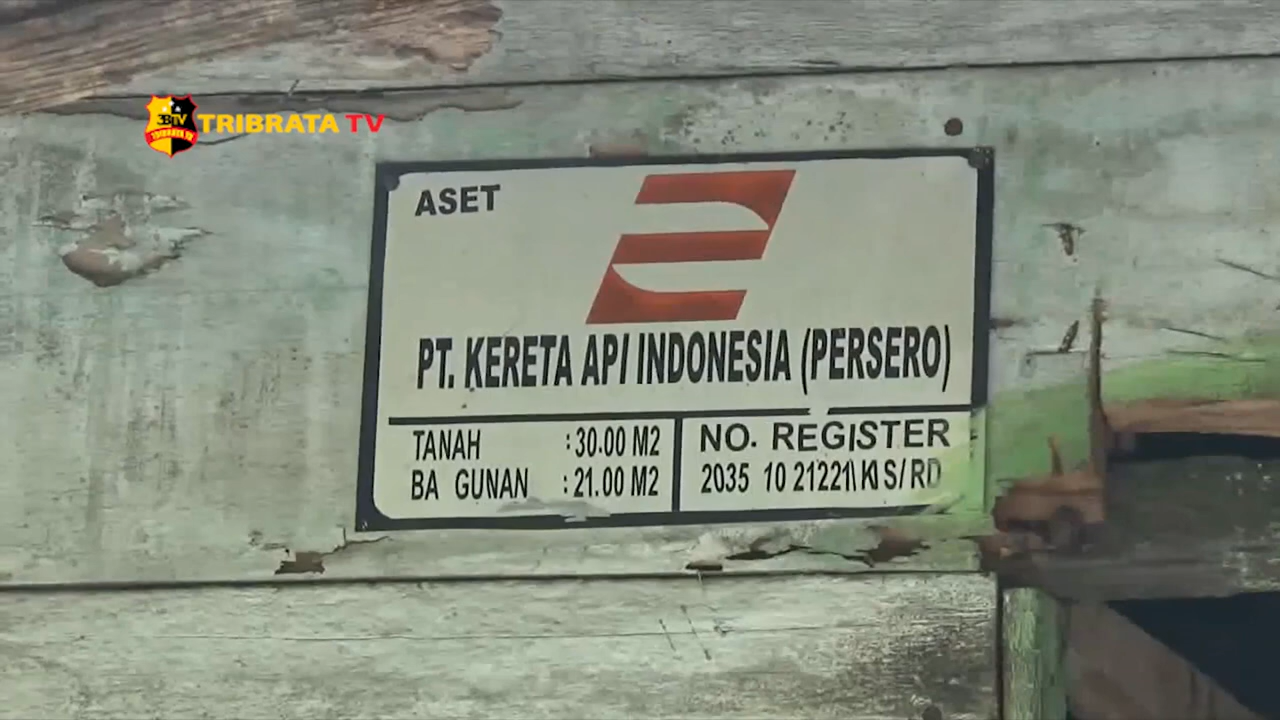 TRIBRATA TV
ASET
PT. KERETA API INDONESIA (PERSERO)
TANAH : 30.00 M2
BA GUNAN : 21.00 M2
NO. REGISTER
2035 10 21221\KIS/RD